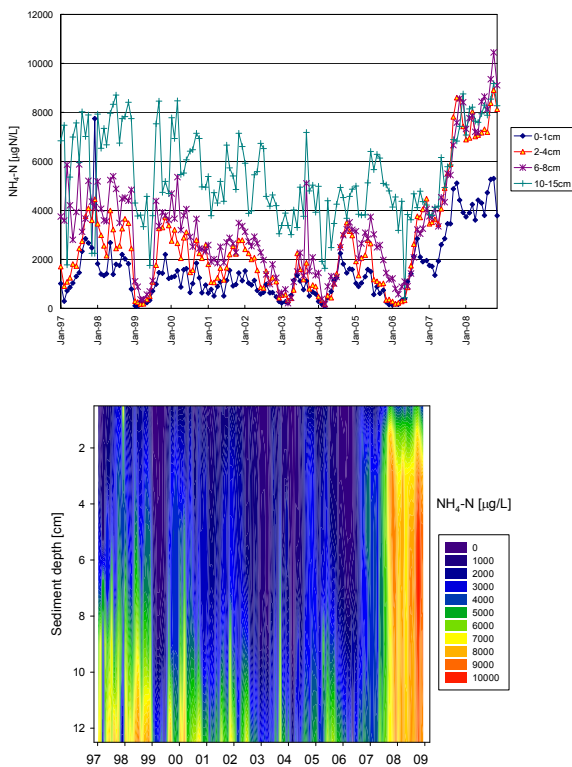 12000
10000
8000
6000
4000
2000
0
NH4-N [µgN/L]
Jan-97
Jan-98
Jan-99
Jan-00
Jan-01
Jan-02
Jan-03
Jan-04
Jan-05
Jan-06
Jan-07
Jan-08
0-1cm
2-4cm
6-8cm
10-15cm
2
4
6
8
10
12
Sediment depth [cm]
97 98 99 00 01 02 03 04 05 06 07 08 09
NH4-N [µg/L]
0
1000
2000
3000
4000
5000
6000
7000
8000
9000
10000